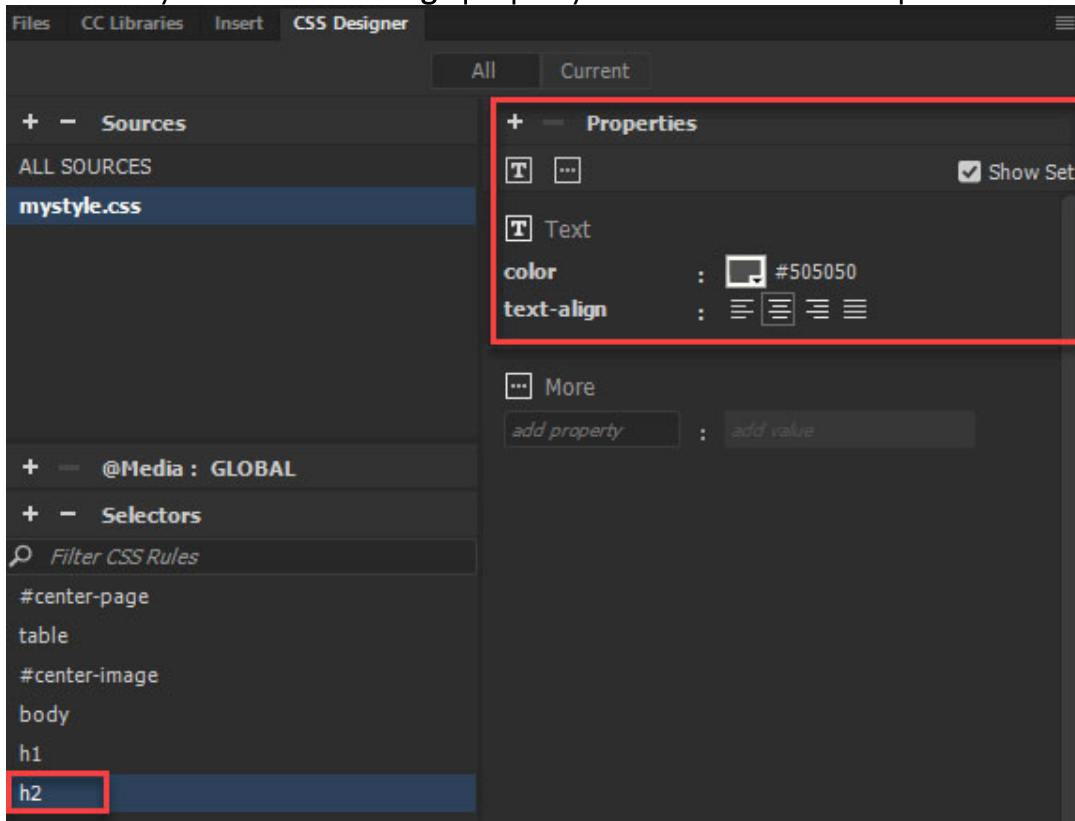 Files CC Libraries Insert CSS Designer
All Current
+ - Sources
ALL SOURCES
mystyle.css
+ - @Media : GLOBAL
+ - Selectors
Filter CSS Rules
#center-page
table
#center-image
body
h1
h2
+ - Properties
T ... Show Set
T Text
color : #505050
text-align :
... More
add property : add value